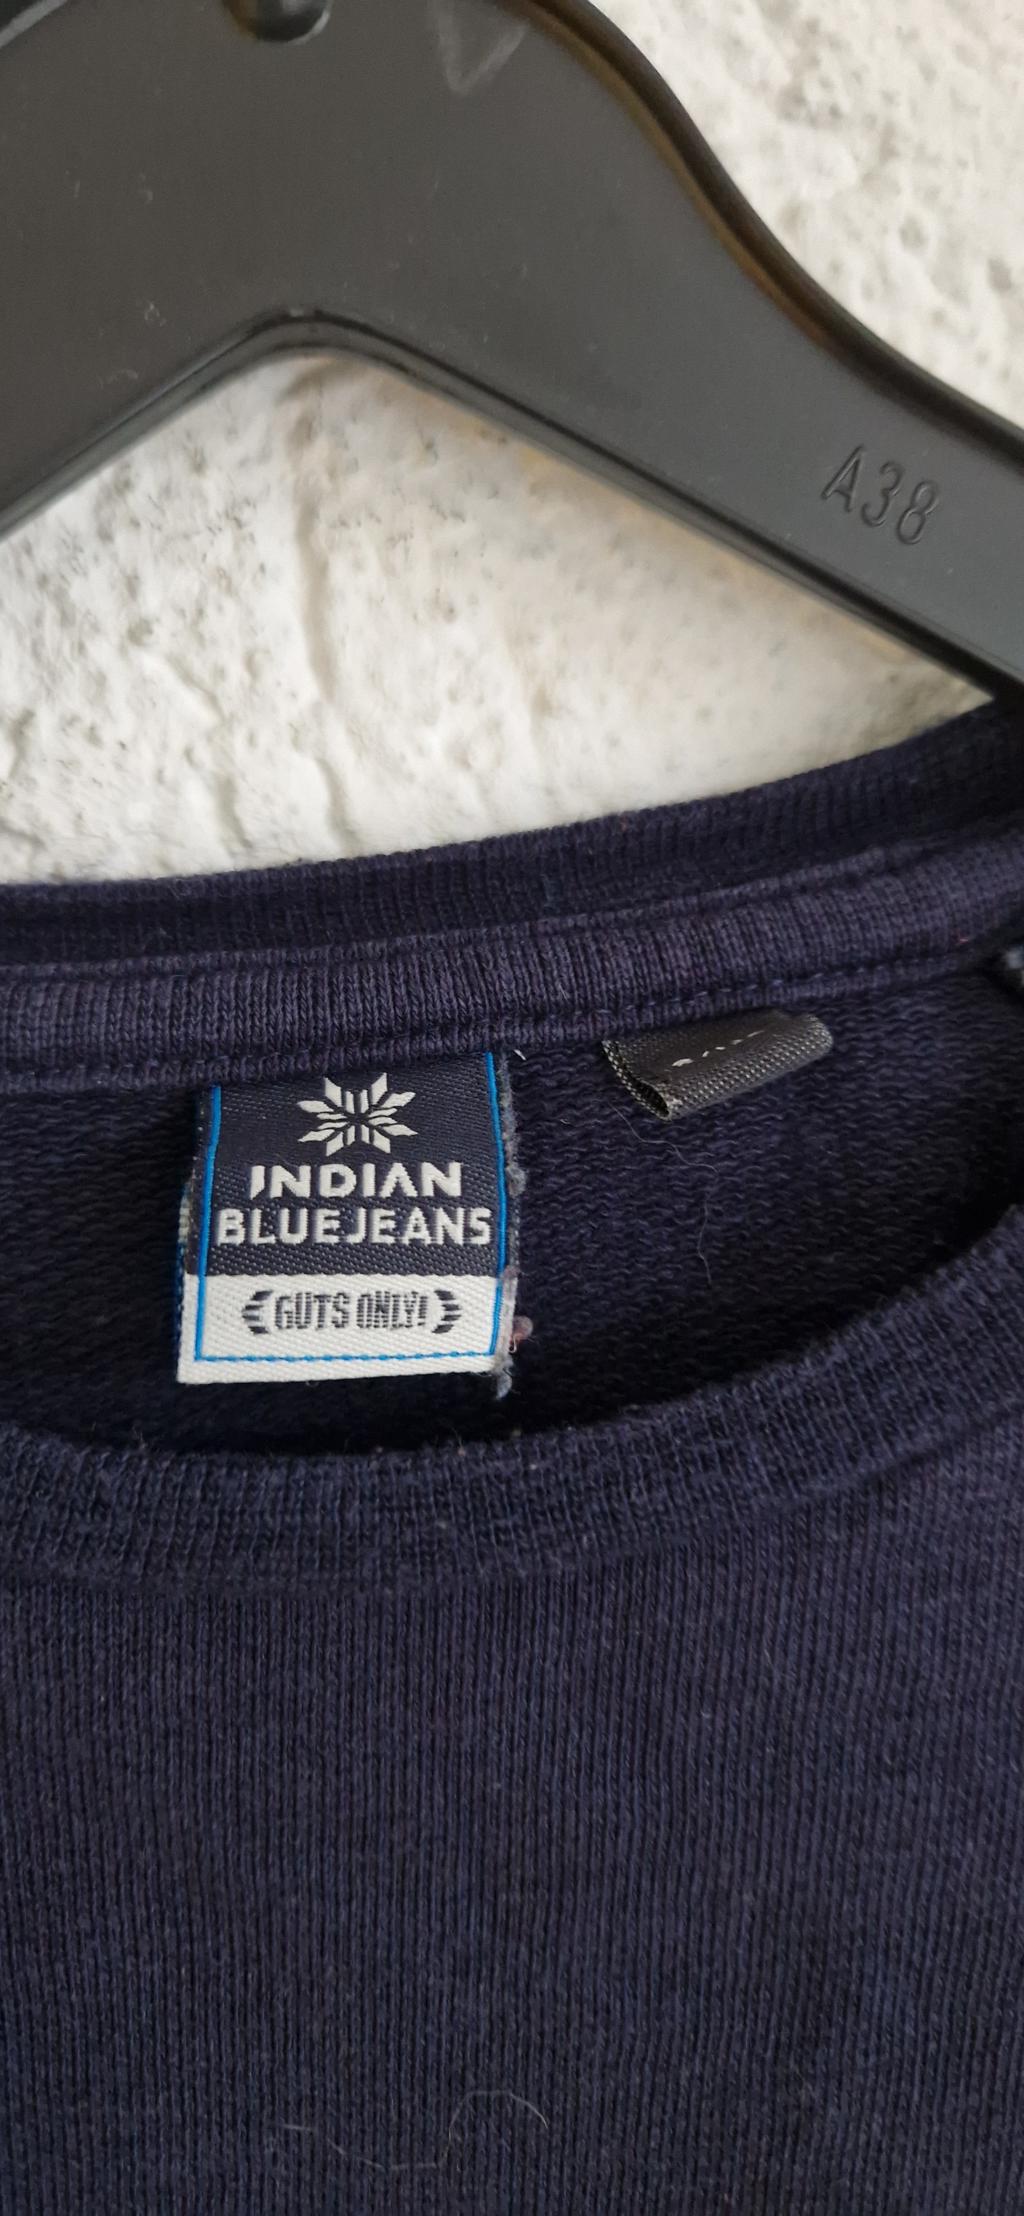 A38
INDIAN
BLUEJEANS
GUTS ONLY!